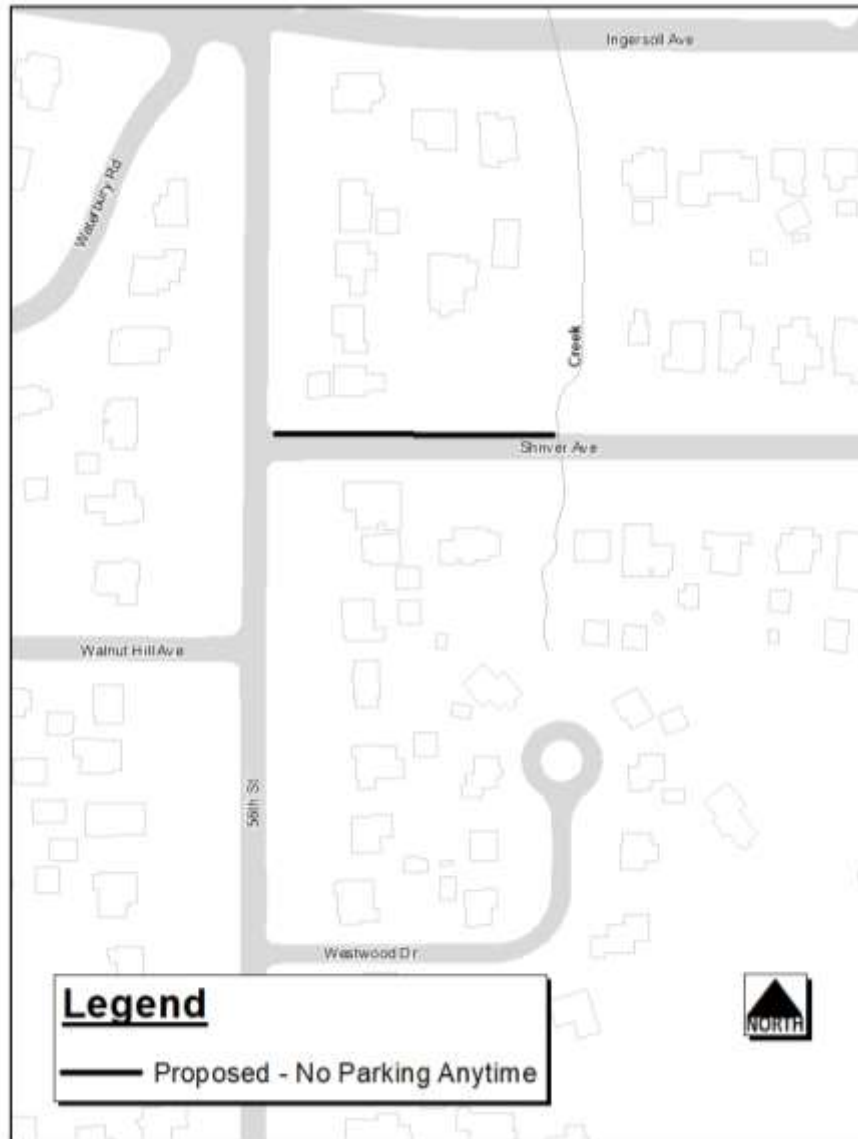 Ingersoll Ave
Waterbury Rd
Creek
Shriver Ave
Walnut Hill Ave
56th St
Westwood Dr
Legend
Proposed - No Parking Anytime
NORTH